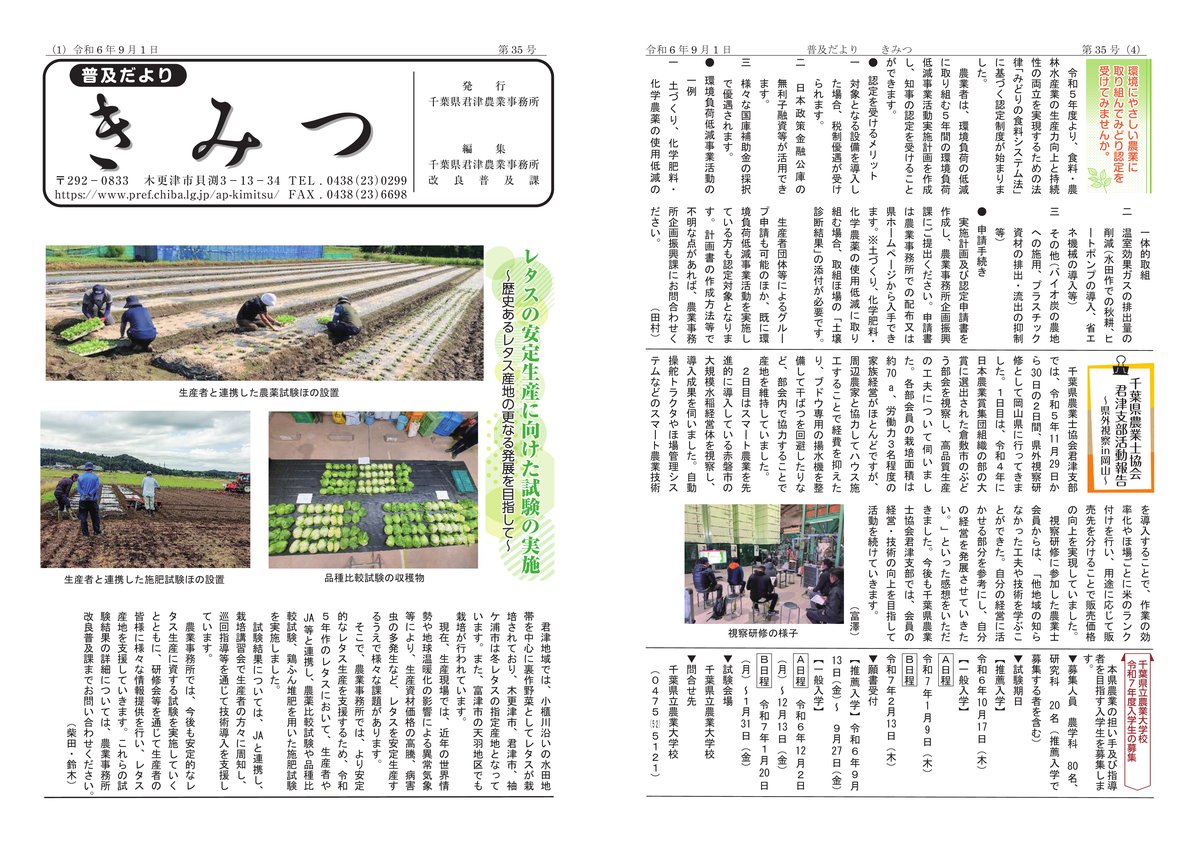 (1) 令和6年9月1日
第35号
普及だより
きみつ
発行
千葉県君津農業事務所
編集
千葉県君津農業事務所
改良普及課
〒292-0833 木更津市貝渕3-13-34 TEL.0438(23)0299
https://www.pref.chiba.lg.jp/ap-kimitsu/ FAX.0438(23)6698
レタスの安定生産に向けた試験の実施
～歴史あるレタス産地の更なる発展を目指して～
生産者と連携した農薬試験ほの設置
生産者と連携した施肥試験ほの設置
品種比較試験の収穫物
君津地域では、小櫃川沿いの水田地
帯を中心に裏作野菜としてレタスが栽
培されており、木更津市、君津市、袖
ケ浦市は冬レタスの指定産地となって
います。また、富津市の天羽地区でも
栽培が行われています。
現在、生産現場では、近年の世界情
勢や地球温暖化の影響による異常気象
等により、生産資材価格の高騰、病害
虫の多発生など、レタスを安定生産す
るうえで様々な課題があります。
そこで、農業事務所では、より安定
的なレタス生産を支援するため、令和
5年作のレタスにおいて、生産者や
JA等と連携し、農薬比較試験や品種比
較試験、鶏ふん堆肥を用いた施肥試験
を実施しました。
試験結果については、JAと連携し、
栽培講習会で生産者の方々に周知し、
巡回指導等を通じて技術導入を支援し
ています。
農業事務所では、今後も安定的なレ
タス生産に資する試験を実施していく
とともに、研修会等を通じて生産者の
皆様に様々な情報提供を行い、レタス
産地を支援していきます。これらの試
験結果の詳細については、農業事務所
改良普及課までお問い合わせください。
(柴田・鈴木)
令和6年9月1日
普及だより きみつ
第35号 (4)
環境にやさしい農業に
取り組んでみどり認定を
受けてみませんか。
令和5年度より、食料・農
林水産業の生産力向上と持続
性の両立を実現するための法
律「みどりの食料システム法」
に基づく認定制度が始まりま
した。
農業者は、環境負荷の低減
に取り組む5年間の環境負荷
低減事業活動実施計画を作成
し、知事の認定を受けること
ができます。
● 認定を受けるメリット
一 対象となる設備を導入し
た場合、税制優遇が受け
られます。
二 日本政策金融公庫の
無利子融資等が活用でき
ます。
三 様々な国庫補助金の採択
で優遇されます。
● 環境負荷低減事業活動の
一例
一 土づくり、化学肥料・
化学農薬の使用低減の
一体的取組
二 温室効果ガスの排出量の
削減(水田作での秋耕、ヒ
ートポンプの導入、省エ
ネ機械の導入等)
三 その他(バイオ炭の農地
への施用、プラスチック
資材の排出・流出の抑制
等)
● 申請手続き
実施計画及び認定申請書を
作成し、農業事務所企画振興
課にご提出ください。申請書
は農業事務所での配布又は
県ホームページから入手でき
ます。※土づくり、化学肥料・
化学農薬の使用低減に取り
組む場合、取組ほ場の「土壌
診断結果」の添付が必要です。
生産者団体等によるグルー
プ申請も可能のほか、既に環
境負荷低減事業活動を実施し
ている方も認定対象となりま
す。計画書の作成方法等で
不明な点があれば、農業事務
所企画振興課にお問合わせく
ださい。 (田村)
千葉県農業士協会
君津支部活動報告
～県外視察in岡山～
千葉県農業士協会君津支部
では、令和5年11月29日か
ら30日の2日間、県外視察研
修として岡山県に行ってきま
した。1日目は、令和4年に
日本農業賞集団組織の部の大
賞に選出された倉敷市のぶど
う部会を視察し、高品質生産
の工夫について伺いまし
た。各部会員の栽培面積は
約70a、労働力3名程度の
家族経営がほとんどですが、
周辺農家と協力してハウス施
工することで経費を抑えた
り、ブドウ専用の揚水機を整
備して干ばつを回避したりな
ど、部会内で協力することで
産地を維持していました。
2日目はスマート農業を先
進的に導入している赤磐市の
大規模水稲経営体を視察し、
導入成果を伺いました。自動
操舵トラクタやほ場管理シス
テムなどのスマート農業技術
を導入することで、作業の効
率化やほ場ごとに米のランク
付けを行い、用途に応じて販
売先を分けることで販売価格
の向上を実現していました。
視察研修に参加した農業士
会員からは、「他地域の知ら
なかった工夫や技術を学ぶこ
とができた。自分の経営に活
かせる部分を参考にし、自分
の経営を発展させていきた
い。」といった感想をいただ
きました。今後も千葉県農業
士協会君津支部では、会員の
経営・技術の向上を目指して
活動を続けていきます。
(富澤)
視察研修の様子
千葉県立農業大学校
令和7年度入学生の募集
本県農業の担い手及び指導
者を目指す入学生を募集しま
す。
▼募集人員 農学科 80名、
研究科 20名(推薦入学で
募集する者を含む)
▼試験期日
【推薦入学】
令和6年10月17日(木)
【一般入学】
A日程
令和7年1月9日(木)
B日程
令和7年2月13日(木)
▼願書受付
【推薦入学】令和6年9月
13日(金)～9月27日(金)
【一般入学】
A日程 令和6年12月2日
(月)～12月13日(金)
B日程 令和7年1月20日
(月)～1月31日(金)
▼試験会場
千葉県立農業大学校
▼問合せ先
千葉県立農業大学校
(0475(52)5121)